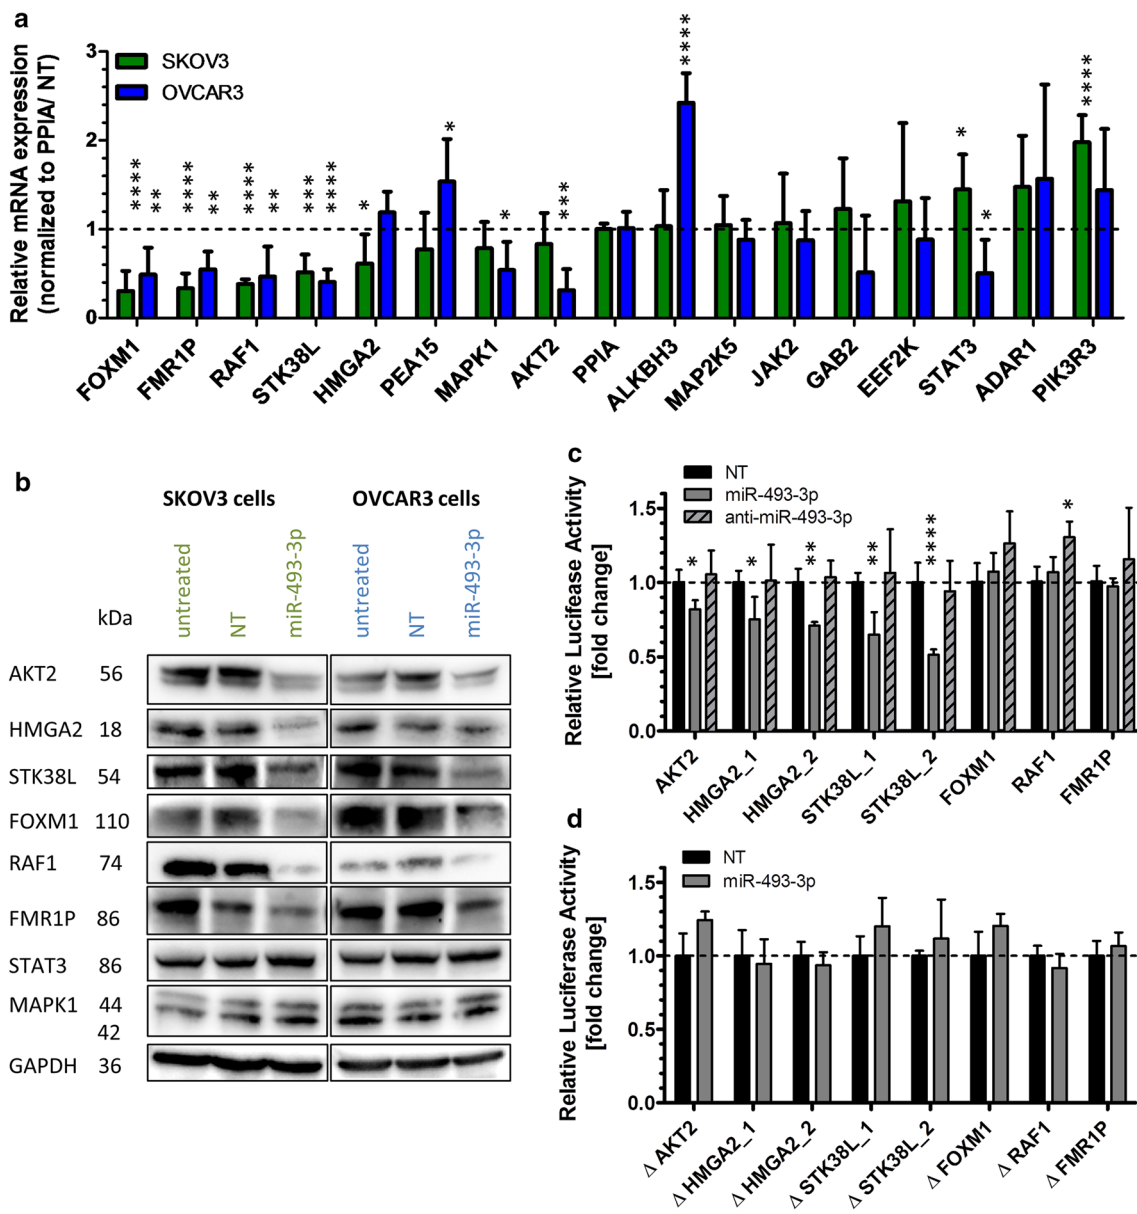 a
Relative mRNA expression
(normalized to PPIA/ NT)
3
2
1
0
SKOV3
OVCAR3
**** ** **** ** **** ** *** **** * * * *** **** * * ****
FOXM1
FMR1P
RAF1
STK38L
HMGA2
PEA15
MAPK1
AKT2
PPIA
ALKBH3
MAP2K5
JAK2
GAB2
EEF2K
STAT3
ADAR1
PIK3R3
b
SKOV3 cells OVCAR3 cells
kDa untreated NT miR-493-3p untreated NT miR-493-3p
AKT2 56
HMGA2 18
STK38L 54
FOXM1 110
RAF1 74
FMR1P 86
STAT3 86
MAPK1 44
42
GAPDH 36
c
Relative Lucifease Activity
[fold change]
1.5
1.0
0.5
0.0
NT
miR-493-3p
anti-miR-493-3p
* * ** ** **** *
AKT2
HMGA2_1
HMGA2_2
STK38L_1
STK38L_2
FOXM1
RAF1
FMR1P
d
Relative Luciferase Activity
[fold change]
1.5
1.0
0.5
0.0
NT
miR-493-3p
Δ AKT2
Δ HMGA2_1
Δ HMGA2_2
Δ STK38L_1
Δ STK38L_2
Δ FOXM1
Δ RAF1
Δ FMR1P